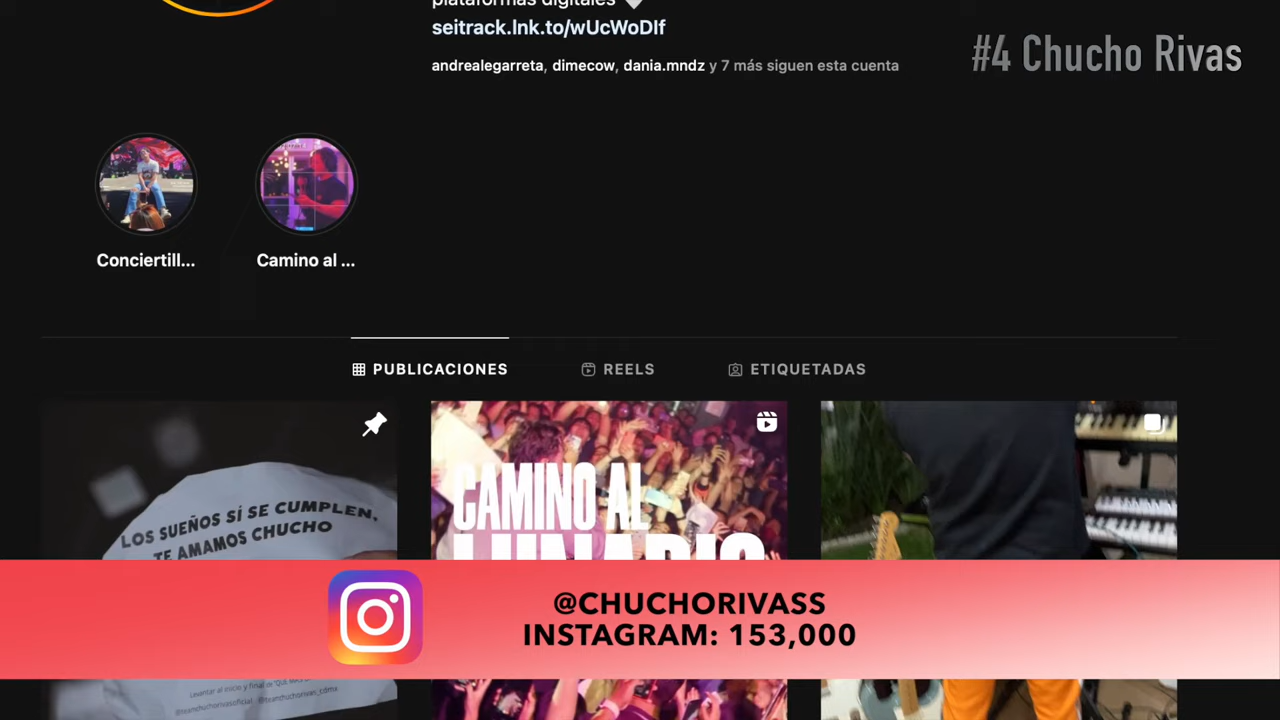 plataformas digitales
seitrack.lnk.to/wUcWoDIf
andrealegarreta, dimecow, dania.mndz y 7 más siguen esta cuenta
#4 Chucho Rivas
Conciertill...
Camino al ...
PUBLICACIONES
REELS
ETIQUETADAS
LOS SUEÑOS SÍ SE CUMPLEN.
TE AMAMOS CHUCHO
CAMINO AL
LUNARIO
@CHUCHORIVASS
INSTAGRAM: 153,000